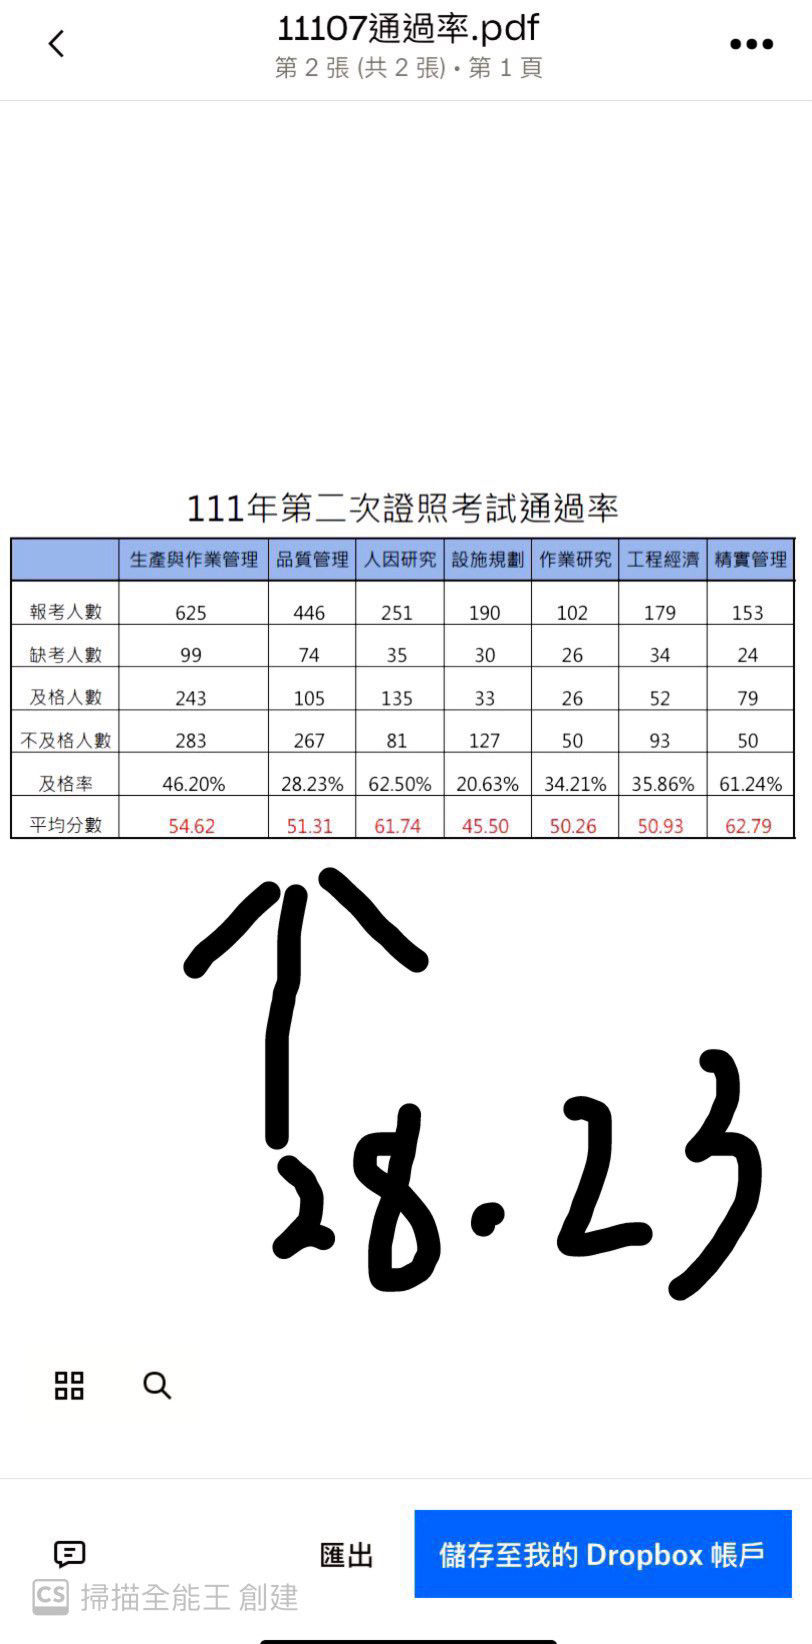 11107通過率.pdf
第 2 張 (共 2 張)・第 1 頁
111年第二次證照考試通過率
生產與作業管理 品質管理 人因研究 設施規劃 作業研究 工程經濟 精實管理
報考人數 625 446 251 190 102 179 153
缺考人數 99 74 35 30 26 34 24
及格人數 243 105 135 33 26 52 79
不及格人數 283 267 81 127 50 93 50
及格率 46.20% 28.23% 62.50% 20.63% 34.21% 35.86% 61.24%
平均分數 54.62 51.31 61.74 45.50 50.26 50.93 62.79
28.23
匯出
儲存至我的 Dropbox 帳戶
CS 掃描全能王 創建